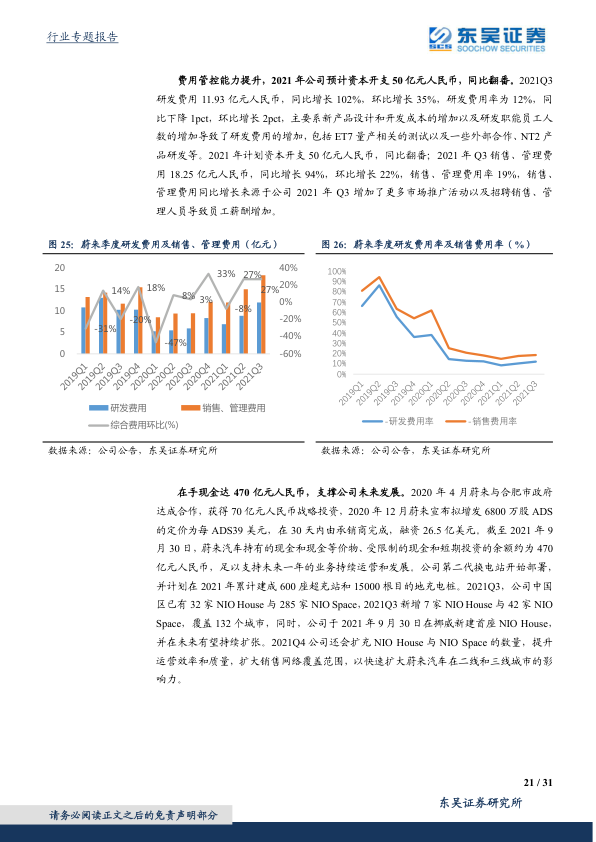 行业专题报告
东吴证券
SCS
SOOCHOW SECURITIES
费用管控能力提升，2021 年公司预计资本开支 50 亿元人民币，同比翻番。2021Q3
研发费用 11.93 亿元人民币，同比增长 102%，环比增长 35%，研发费用率为 12%，同
比下降 1pct，环比增长 2pct，主要系新产品设计和开发成本的增加以及研发职能员工人
数的增加导致了研发费用的增加，包括 ET7 量产相关的测试以及一些外部合作、NT2 产
品研发等。2021 年计划资本开支 50 亿元人民币，同比翻番；2021 年 Q3 销售、管理费
用 18.25 亿元人民币，同比增长 94%，环比增长 22%，销售、管理费用率 19%，销售、
管理费用同比增长来源于公司 2021 年 Q3 增加了更多市场推广活动以及招聘销售、管
理人员导致员工薪酬增加。
图 25：蔚来季度研发费用及销售、管理费用（亿元）
20
15
10
5
0
40%
20%
0%
-20%
-40%
-60%
-31%
14%
-20%
18%
-47%
8%
3%
33%
-8%
27%
27%
2019Q1
2019Q2
2019Q3
2019Q4
2020Q1
2020Q2
2020Q3
2020Q4
2021Q1
2021Q2
2021Q3
研发费用
销售、管理费用
综合费用环比(%)
数据来源：公司公告，东吴证券研究所
图 26：蔚来季度研发费用率及销售费用率（%）
100%
90%
80%
70%
60%
50%
40%
30%
20%
10%
0%
2019Q1
2019Q2
2019Q3
2019Q4
2020Q1
2020Q2
2020Q3
2020Q4
2021Q1
2021Q2
2021Q3
-研发费用率
-销售费用率
数据来源：公司公告，东吴证券研究所
在手现金达 470 亿元人民币，支撑公司未来发展。2020 年 4 月蔚来与合肥市政府
达成合作，获得 70 亿元人民币战略投资，2020 年 12 月蔚来宣布拟增发 6800 万股 ADS
的定价为每 ADS39 美元，在 30 天内由承销商完成，融资 26.5 亿美元。截至 2021 年 9
月 30 日，蔚来汽车持有的现金和现金等价物、受限制的现金和短期投资的余额约为 470
亿元人民币，足以支持未来一年的业务持续运营和发展。公司第二代换电站开始部署，
并计划在 2021 年累计建成 600 座超充站和 15000 根目的地充电桩。2021Q3，公司中国
区已有 32 家 NIO House 与 285 家 NIO Space，2021Q3 新增 7 家 NIO House 与 42 家 NIO
Space，覆盖 132 个城市，同时，公司于 2021 年 9 月 30 日在挪威新建首座 NIO House，
并在未来有望持续扩张。2021Q4 公司还会扩充 NIO House 与 NIO Space 的数量，提升
运营效率和质量，扩大销售网络覆盖范围，以快速扩大蔚来汽车在二线和三线城市的影
响力。
21 / 31
东吴证券研究所
请务必阅读正文之后的免责声明部分